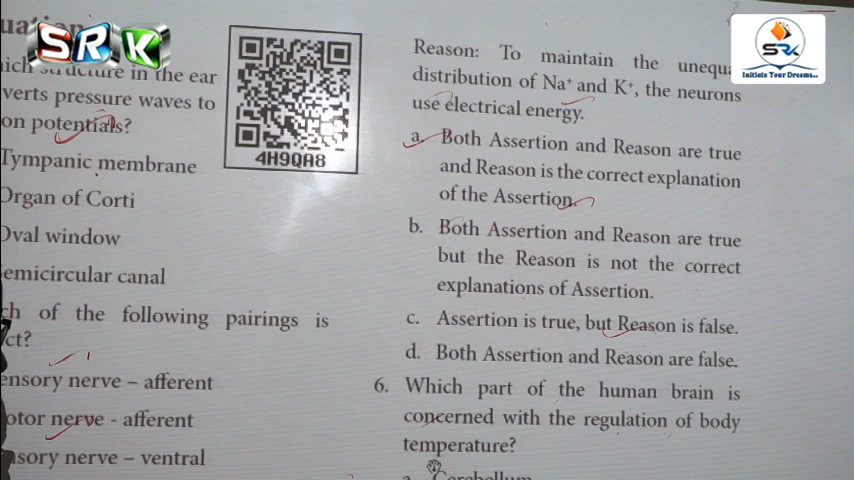 SRK
uation
ich structure in the ear
verts pressure waves to
on potentials?
Tympanic membrane
Organ of Corti
Oval window
emicircular canal
ch of the following pairings is
ct?
ensory nerve – afferent
otor nerve - afferent
nsory nerve – ventral
4H9QA8
SRK
Initiate Your Dreams...
Reason: To maintain the unequa
distribution of Na⁺ and K⁺, the neurons
use electrical energy.
a. Both Assertion and Reason are true
and Reason is the correct explanation
of the Assertion.
b. Both Assertion and Reason are true
but the Reason is not the correct
explanations of Assertion.
c. Assertion is true, but Reason is false.
d. Both Assertion and Reason are false.
6. Which part of the human brain is
concerned with the regulation of body
temperature?
a. Cerebellum